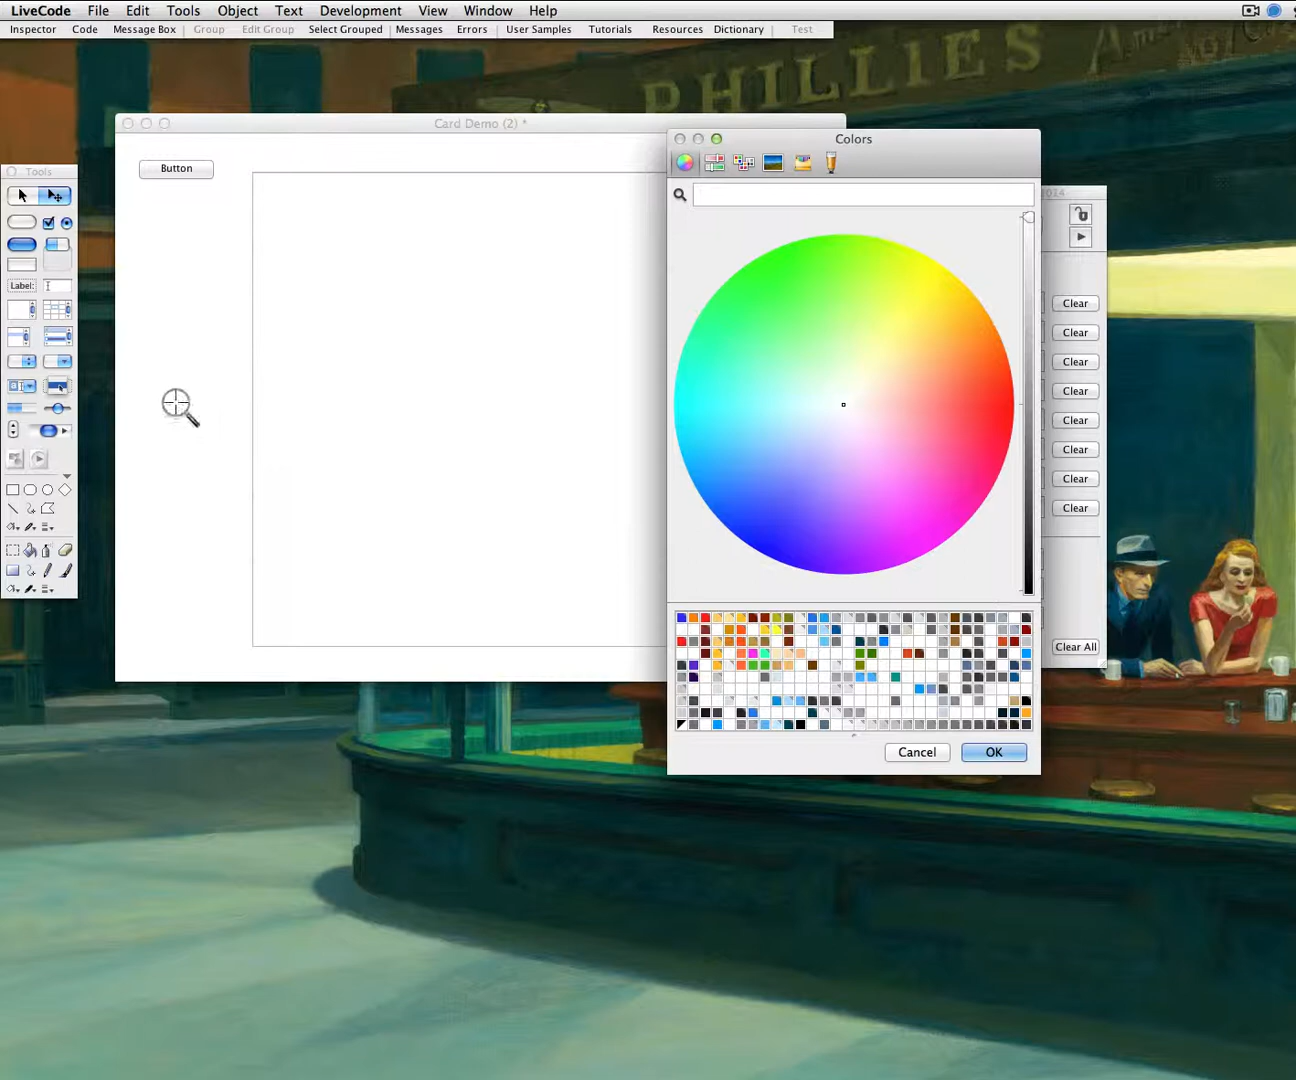 LiveCode File Edit Tools Object Text Development View Window Help
Inspector Code Message Box Group Edit Group Select Grouped Messages Errors User Samples Tutorials Resources Dictionary Test
PHILLIES
Card Demo (2) *
Colors
Tools
Button
Label:
Clear
Clear
Clear
Clear
Clear
Clear
Clear
Clear
Clear All
Cancel OK